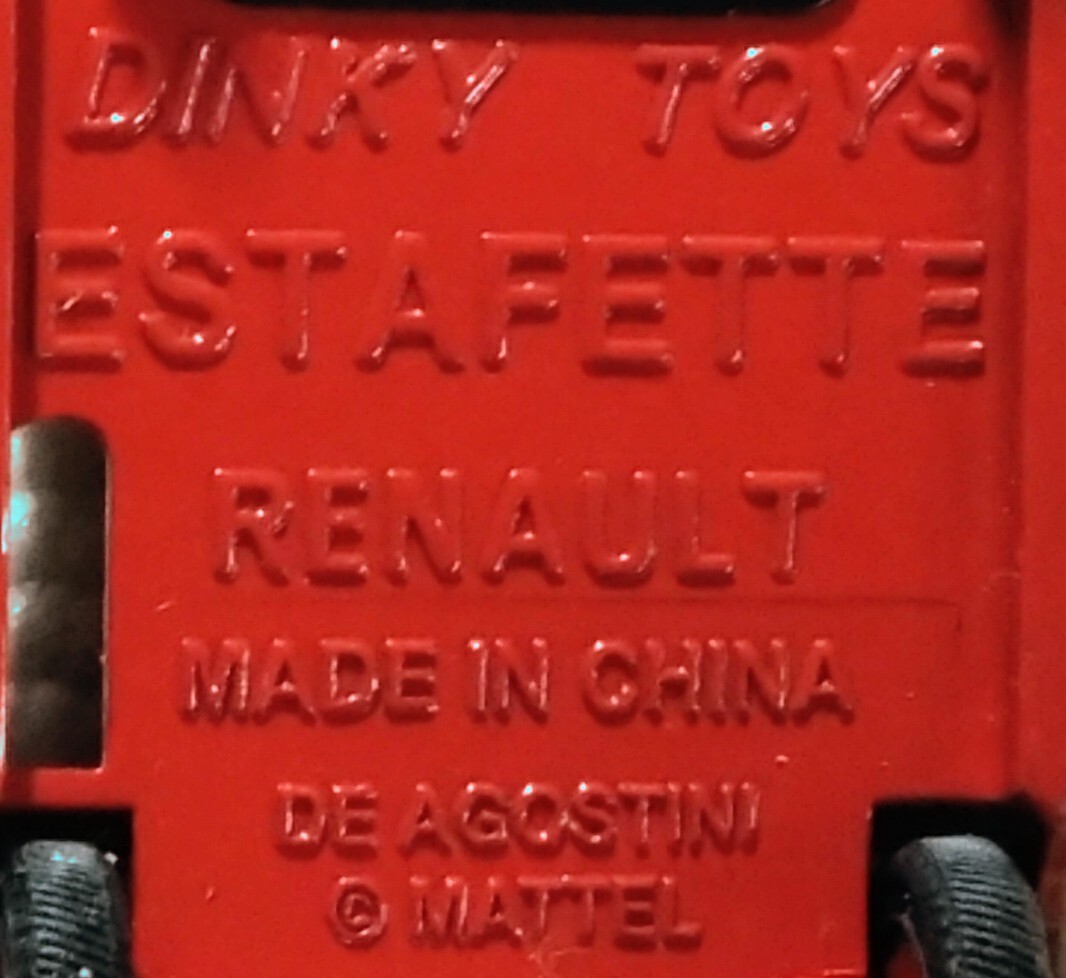 DINKY TOYS
ESTAFETTE
RENAULT
MADE IN CHINA
DE AGOSTINI
© MATTEL